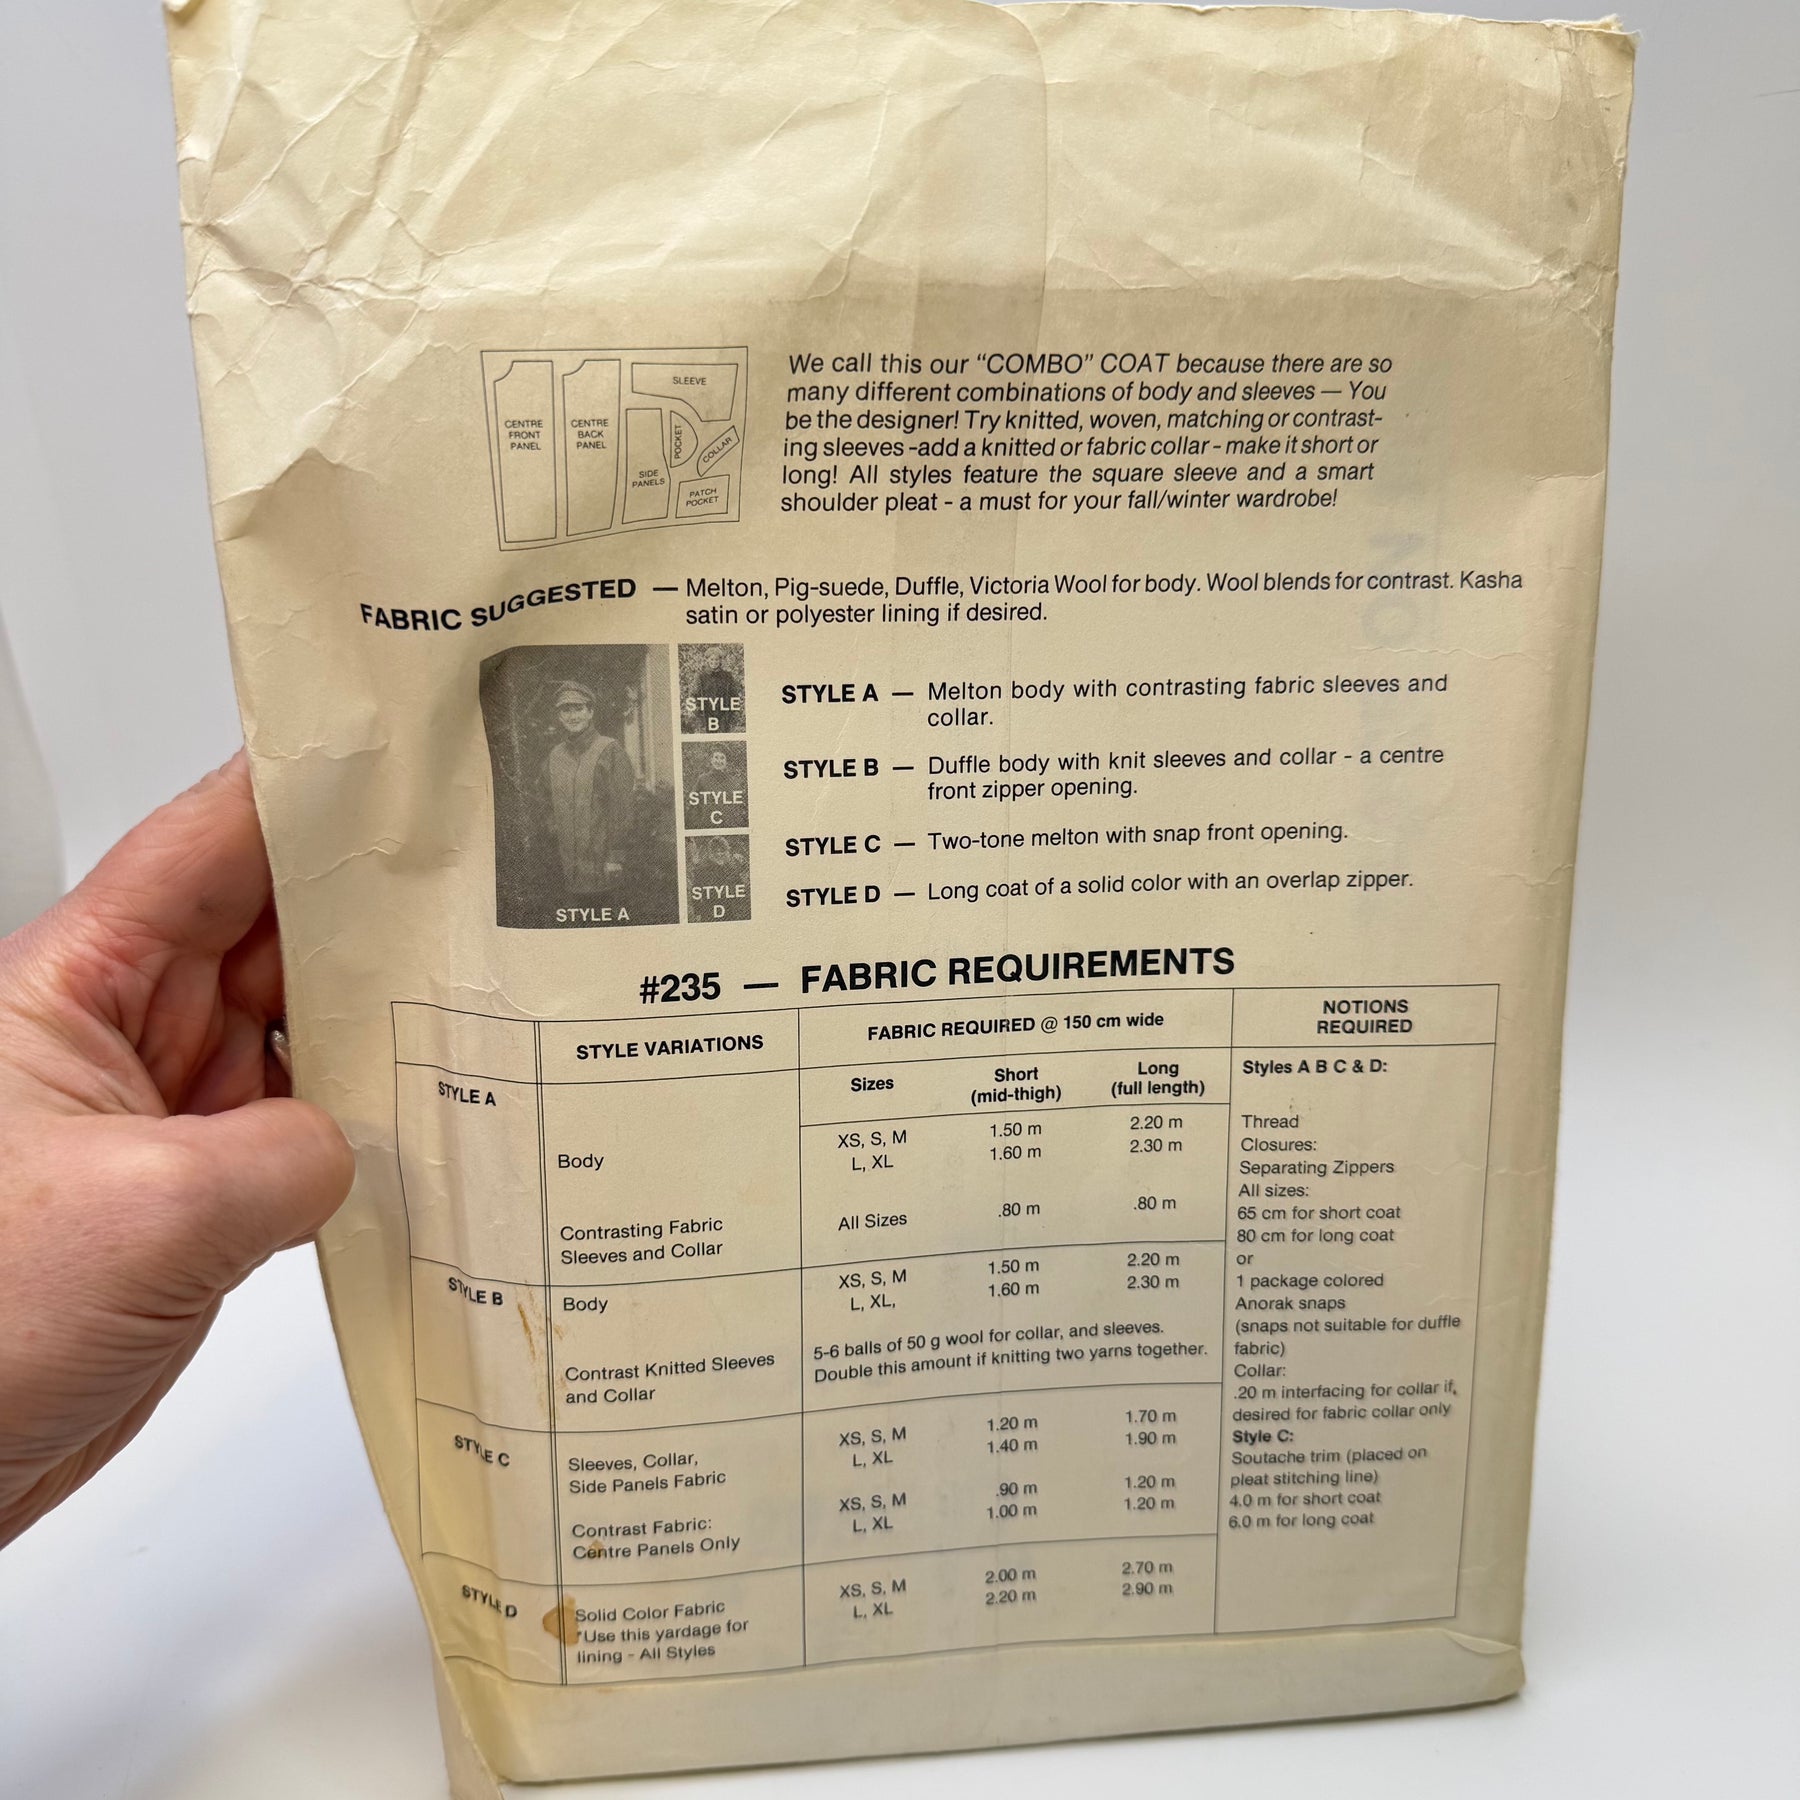 CENTRE
FRONT
PANEL
CENTRE
BACK
PANEL
SLEEVE
SIDE
PANELS
POCKET
COLLAR
PATCH
POCKET
We call this our “COMBO” COAT because there are so
many different combinations of body and sleeves — You
be the designer! Try knitted, woven, matching or contrast-
ing sleeves -add a knitted or fabric collar - make it short or
long! All styles feature the square sleeve and a smart
shoulder pleat - a must for your fall/winter wardrobe!
FABRIC SUGGESTED — Melton, Pig-suede, Duffle, Victoria Wool for body. Wool blends for contrast. Kasha
satin or polyester lining if desired.
STYLE A
STYLE
B
STYLE
C
STYLE
D
STYLE A — Melton body with contrasting fabric sleeves and
collar.
STYLE B — Duffle body with knit sleeves and collar - a centre
front zipper opening.
STYLE C — Two-tone melton with snap front opening.
STYLE D — Long coat of a solid color with an overlap zipper.
#235 — FABRIC REQUIREMENTS
STYLE VARIATIONS
FABRIC REQUIRED @ 150 cm wide
NOTIONS
REQUIRED
Sizes
Short
(mid-thigh)
Long
(full length)
STYLE A
Body
XS, S, M 1.50 m 2.20 m
L, XL 1.60 m 2.30 m
Contrasting Fabric
Sleeves and Collar
All Sizes .80 m .80 m
STYLE B
Body
XS, S, M 1.50 m 2.20 m
L, XL, 1.60 m 2.30 m
Contrast Knitted Sleeves
and Collar
5-6 balls of 50 g wool for collar, and sleeves.
Double this amount if knitting two yarns together.
STYLE C
Sleeves, Collar,
Side Panels Fabric
XS, S, M 1.20 m 1.70 m
L, XL 1.40 m 1.90 m
Contrast Fabric:
Centre Panels Only
XS, S, M .90 m 1.20 m
L, XL 1.00 m 1.20 m
STYLE D
Solid Color Fabric
*Use this yardage for
lining - All Styles
XS, S, M 2.00 m 2.70 m
L, XL 2.20 m 2.90 m
Styles A B C & D:
Thread
Closures:
Separating Zippers
All sizes:
65 cm for short coat
80 cm for long coat
or
1 package colored
Anorak snaps
(snaps not suitable for duffle
fabric)
Collar:
.20 m interfacing for collar if,
desired for fabric collar only
Style C:
Soutache trim (placed on
pleat stitching line)
4.0 m for short coat
6.0 m for long coat